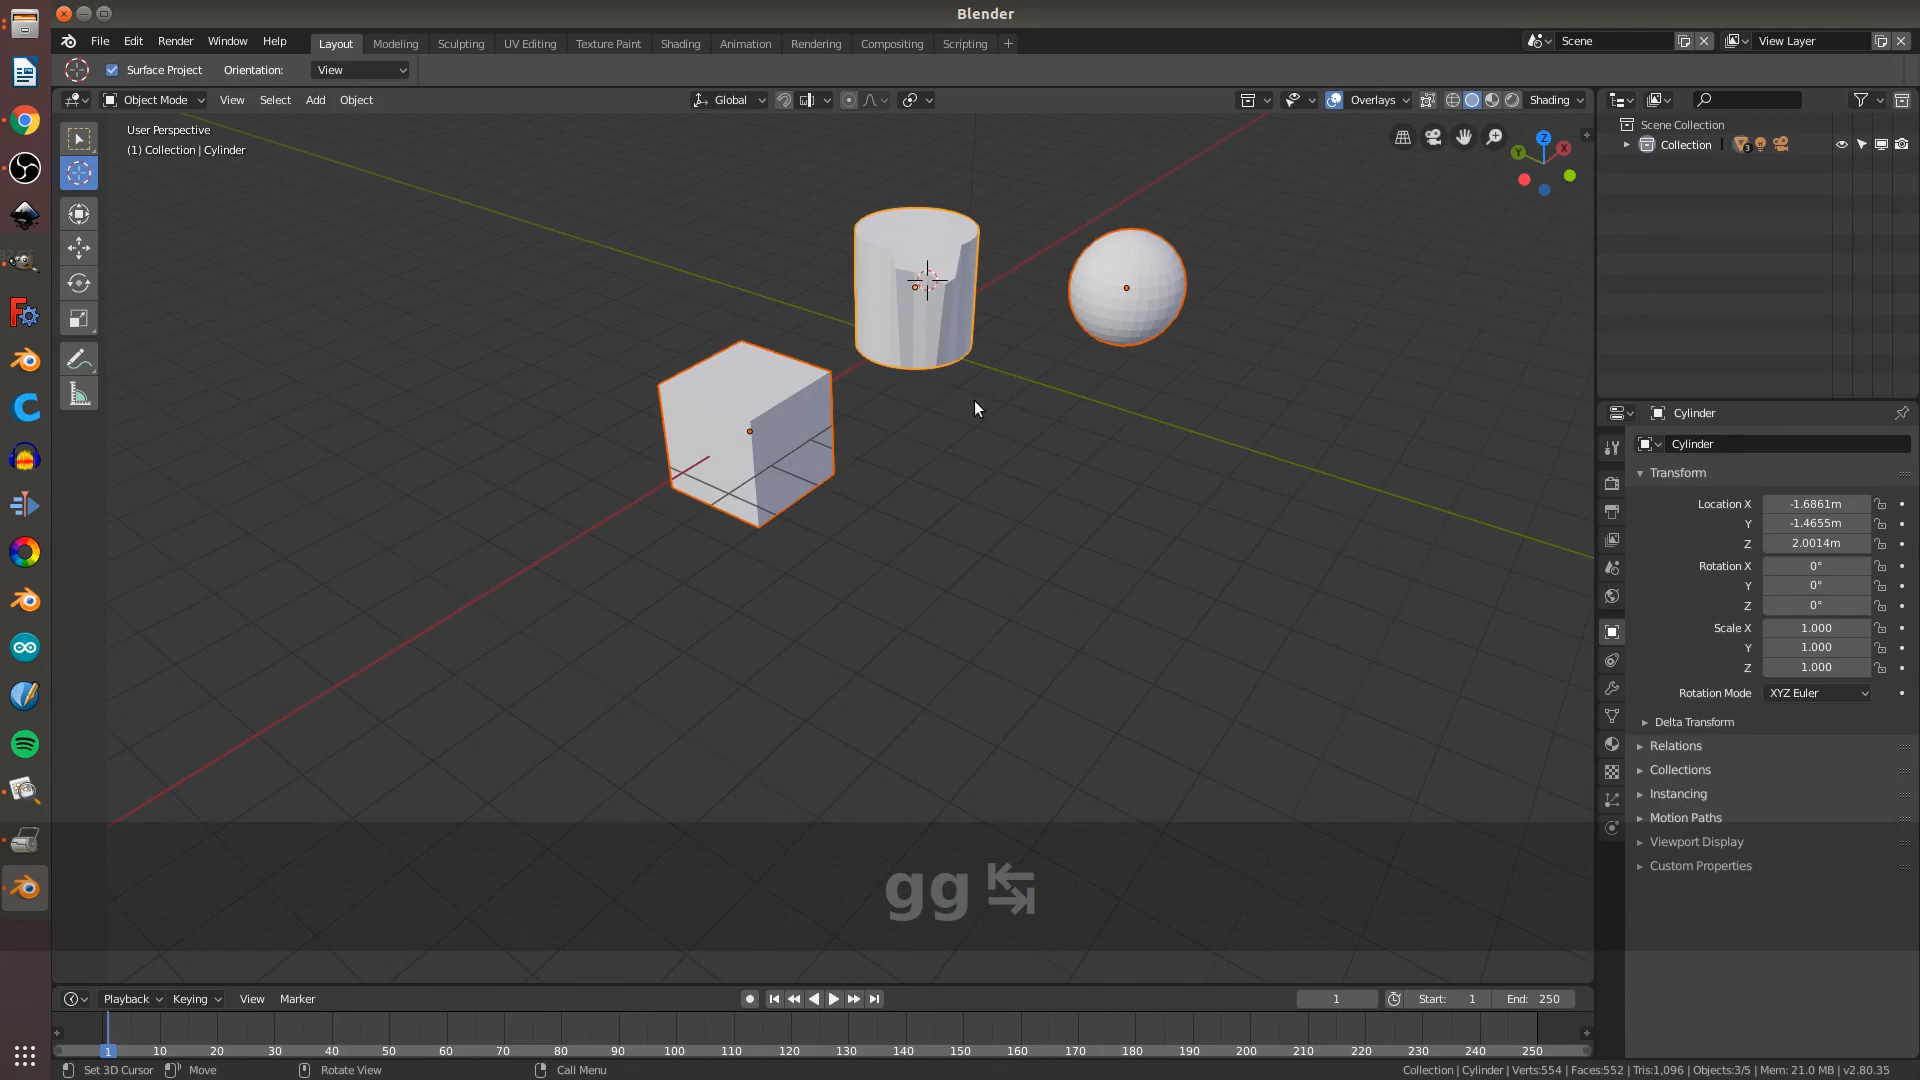 Blender
File Edit Render Window Help
Layout Modeling Sculpting UV Editing Texture Paint Shading Animation Rendering Compositing Scripting +
Scene
View Layer
Surface Project Orientation: View
Object Mode View Select Add Object
Global
Overlays
Shading
User Perspective
(1) Collection | Cylinder
Z
Y
X
Scene Collection
Collection
3
Cylinder
Cylinder
Transform
Location X -1.6861m
Y -1.4655m
Z 2.0014m
Rotation X 0°
Y 0°
Z 0°
Scale X 1.000
Y 1.000
Z 1.000
Rotation Mode XYZ Euler
Delta Transform
Relations
Collections
Instancing
Motion Paths
Viewport Display
Custom Properties
gg
Playback Keying View Marker
1
Start: 1
End: 250
1 10 20 30 40 50 60 70 80 90 100 110 120 130 140 150 160 170 180 190 200 210 220 230 240 250
Set 3D Cursor Move Rotate View Call Menu
Collection | Cylinder | Verts:554 | Faces:552 | Tris:1,096 | Objects:3/5 | Mem: 21.0 MB | v2.80.35